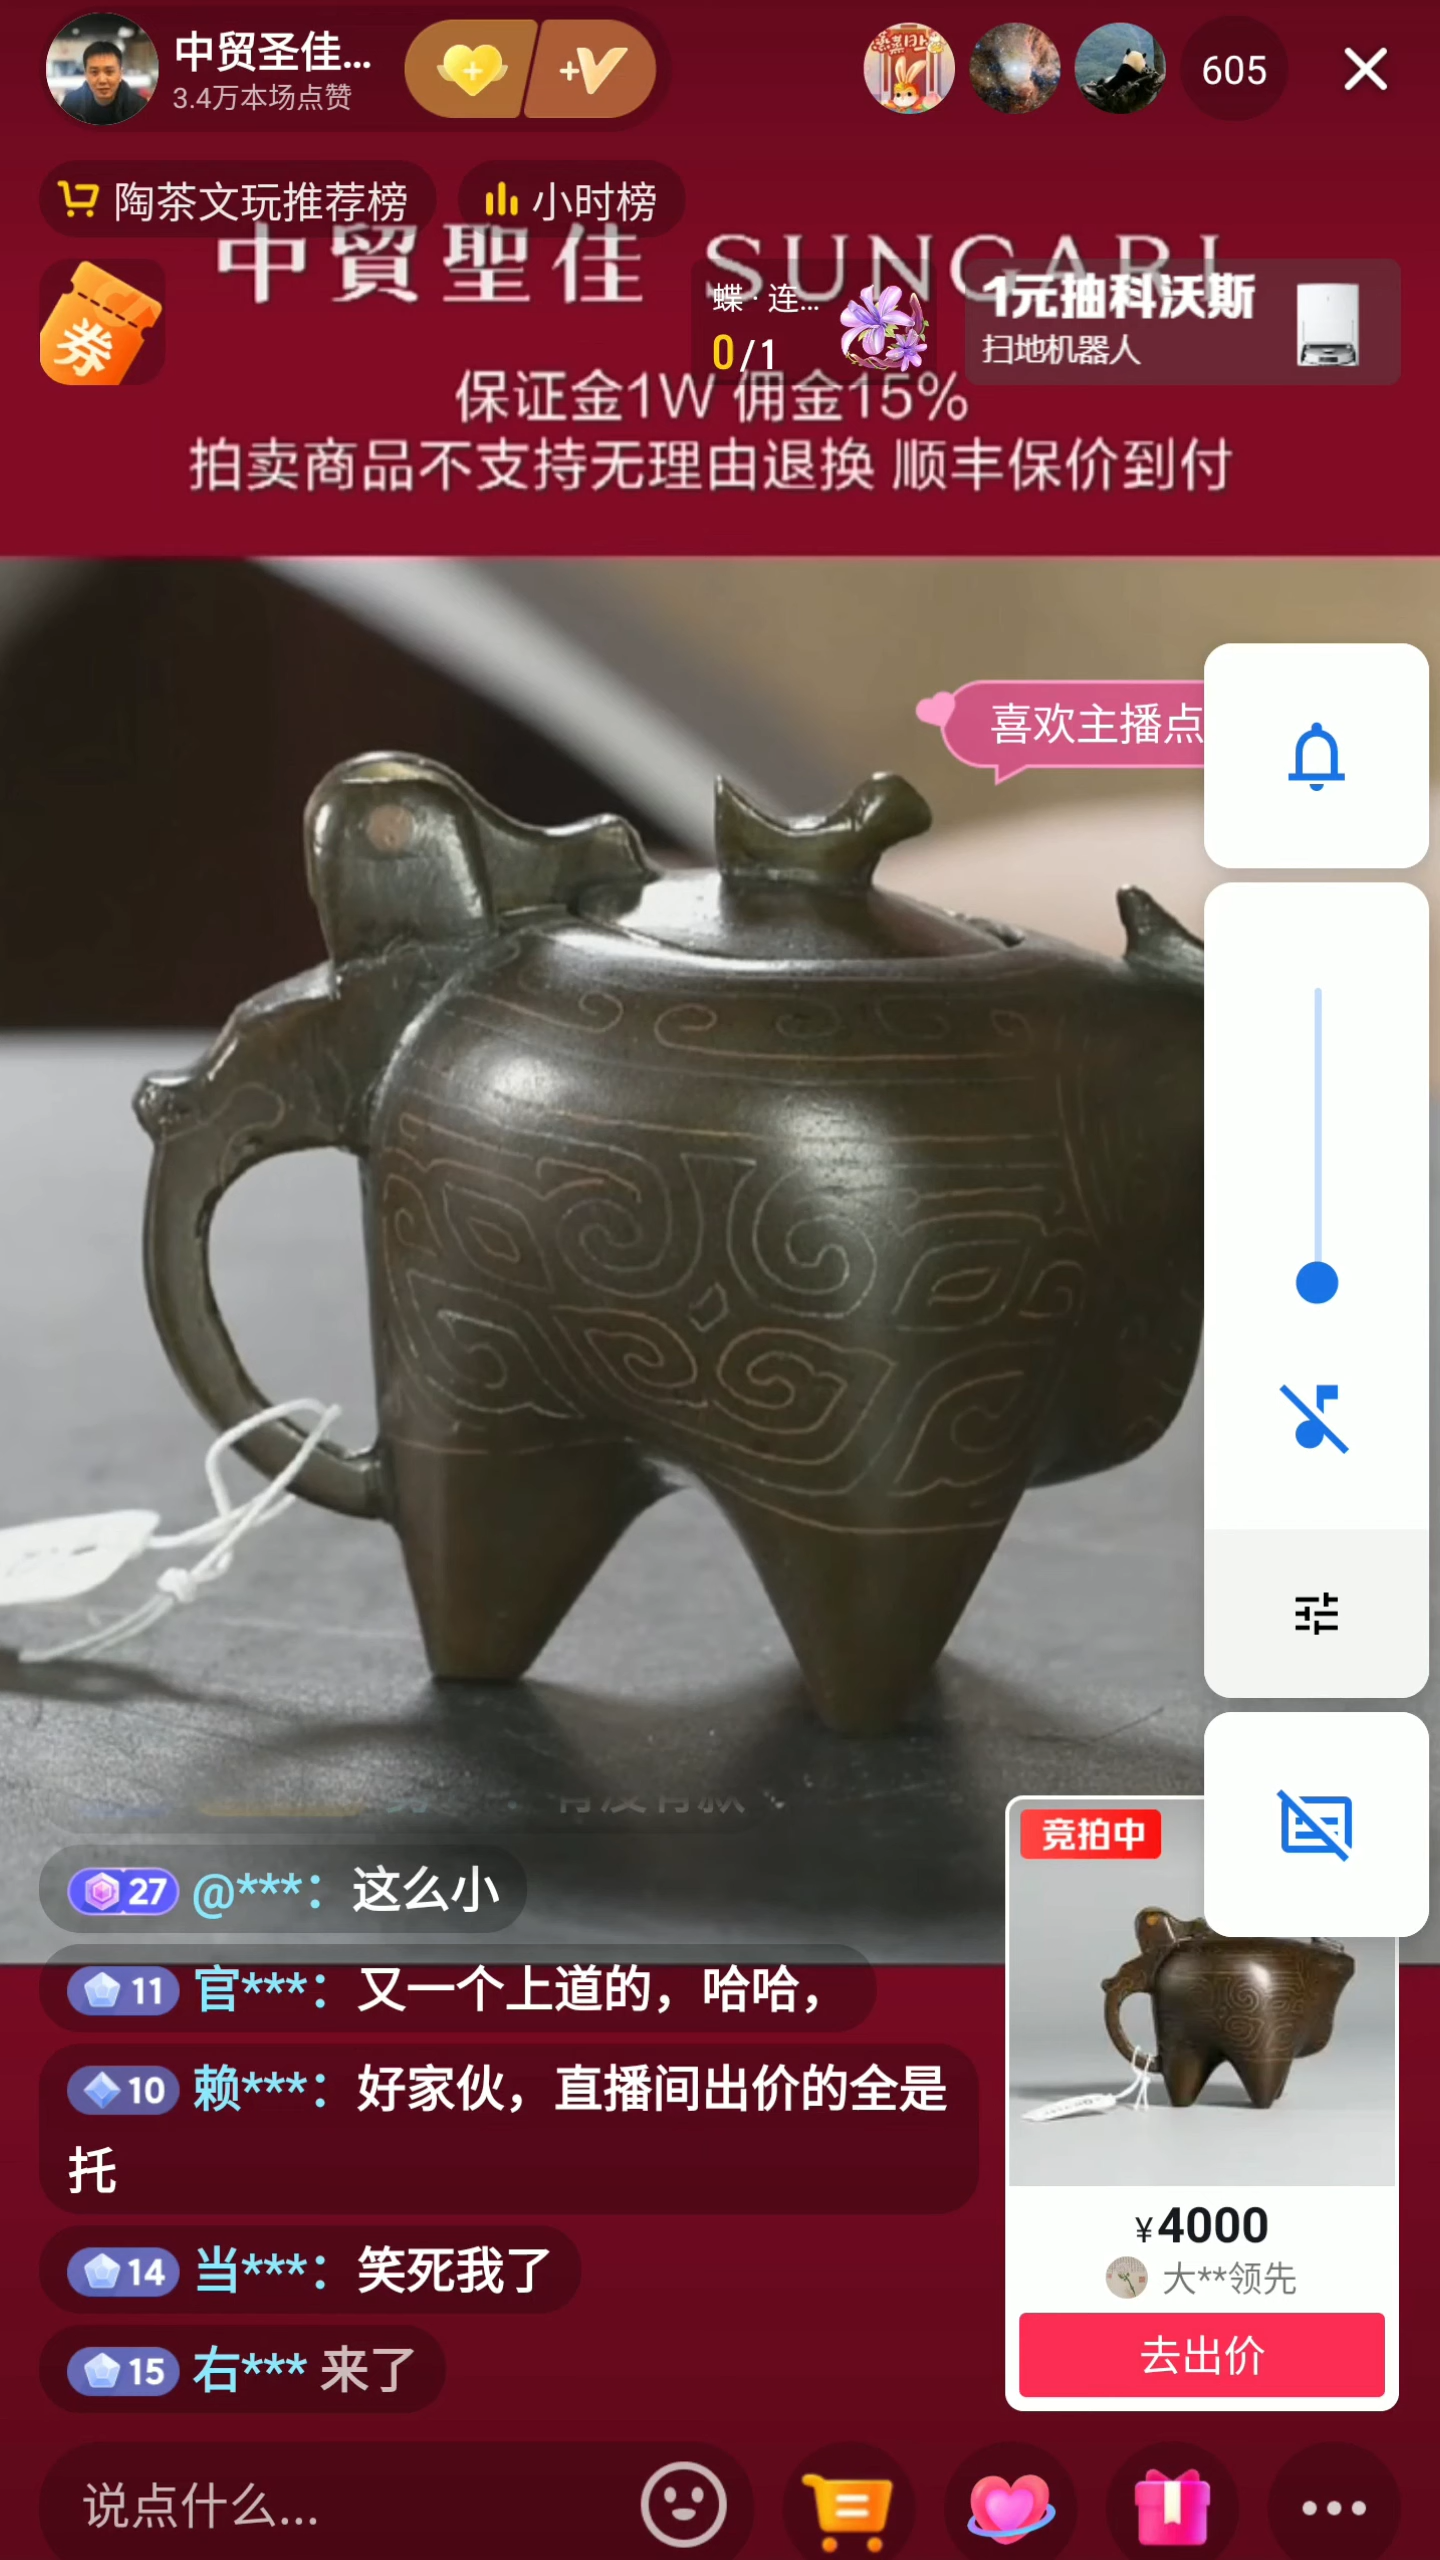 中贸圣佳...
3.4万本场点赞
605
陶茶文玩推荐榜
小时榜
中貿聖佳 SUNGARI
券
蝶·连...
0/1
1元抽科沃斯
扫地机器人
保证金1W 佣金15%
拍卖商品不支持无理由退换 顺丰保价到付
喜欢主播点
竞拍中
27 @***：这么小
11 官***：又一个上道的，哈哈，
10 赖***：好家伙，直播间出价的全是
托
14 当***：笑死我了
15 右*** 来了
¥4000
大**领先
去出价
说点什么...